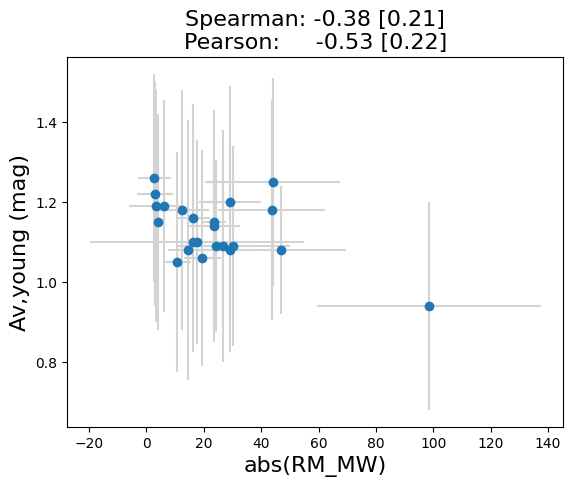 Spearman: -0.38 [0.21]
Pearson: -0.53 [0.22]
Av,young (mag)
1.4
1.2
1.0
0.8
−20 0 20 40 60 80 100 120 140
abs(RM_MW)